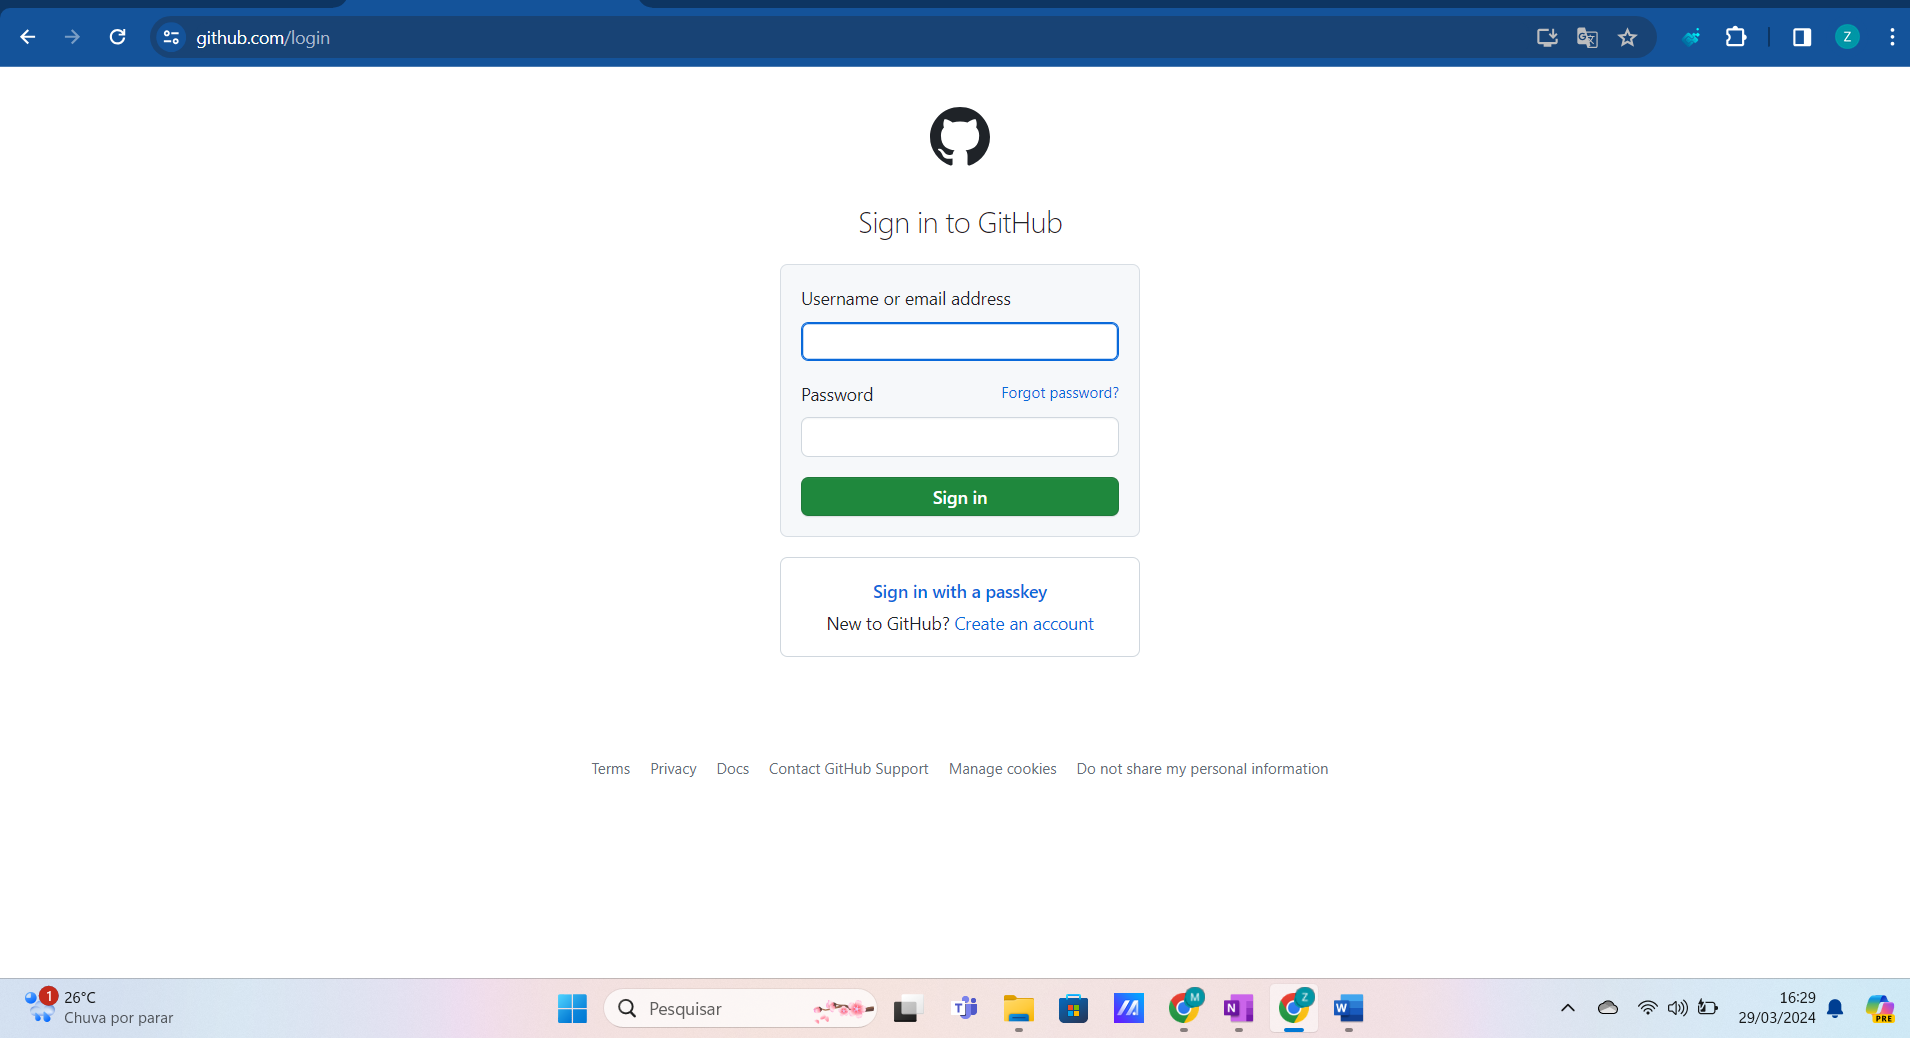 github.com/login
Z
Sign in to GitHub
Username or email address
Password
Forgot password?
Sign in
Sign in with a passkey
New to GitHub? Create an account
Terms Privacy Docs Contact GitHub Support Manage cookies Do not share my personal information
1
26°C
Chuva por parar
Pesquisar
T
M
N
Z
W
16:29
29/03/2024
PRE